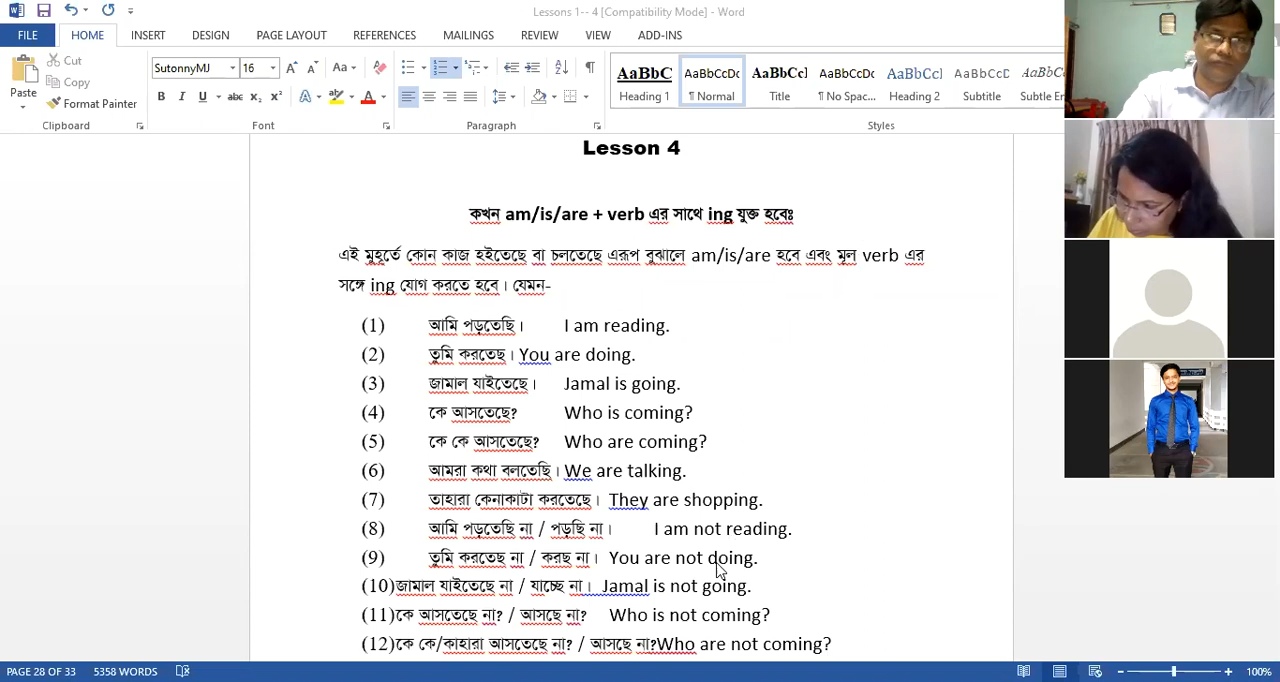 Lessons 1-- 4 [Compatibility Mode] - Word
FILE HOME INSERT DESIGN PAGE LAYOUT REFERENCES MAILINGS REVIEW VIEW ADD-INS
Cut
Copy
Format Painter
Paste
SutonnyMJ 16
AaBbC AaBbCcDc AaBbCc] AaBbCcDd AaBbCc] AaBbCcDd AaBbCcD
Heading 1 ¶ Normal Title ¶ No Spac... Heading 2 Subtitle Subtle Em
Clipboard Font Paragraph Styles
Lesson 4
কখন am/is/are + verb এর সাথে ing যুক্ত হবেঃ
এই মুহূর্তে কোন কাজ হইতেছে বা চলতেছে এরূপ বুঝালে am/is/are হবে এবং মূল verb এর
সঙ্গে ing যোগ করতে হবে। যেমন-
(1) আমি পড়তেছি। I am reading.
(2) তুমি করতেছ। You are doing.
(3) জামাল যাইতেছে। Jamal is going.
(4) কে আসতেছে? Who is coming?
(5) কে কে আসতেছে? Who are coming?
(6) আমরা কথা বলতেছি। We are talking.
(7) তাহারা কেনাকাটা করতেছে। They are shopping.
(8) আমি পড়তেছি না / পড়ছি না। I am not reading.
(9) তুমি করতেছ না / করছ না। You are not doing.
(10)জামাল যাইতেছে না / যাচ্ছে না। Jamal is not going.
(11)কে আসতেছে না? / আসছে না? Who is not coming?
(12)কে কে/কাহারা আসতেছে না? / আসছে না?Who are not coming?
PAGE 28 OF 33 5358 WORDS 100%